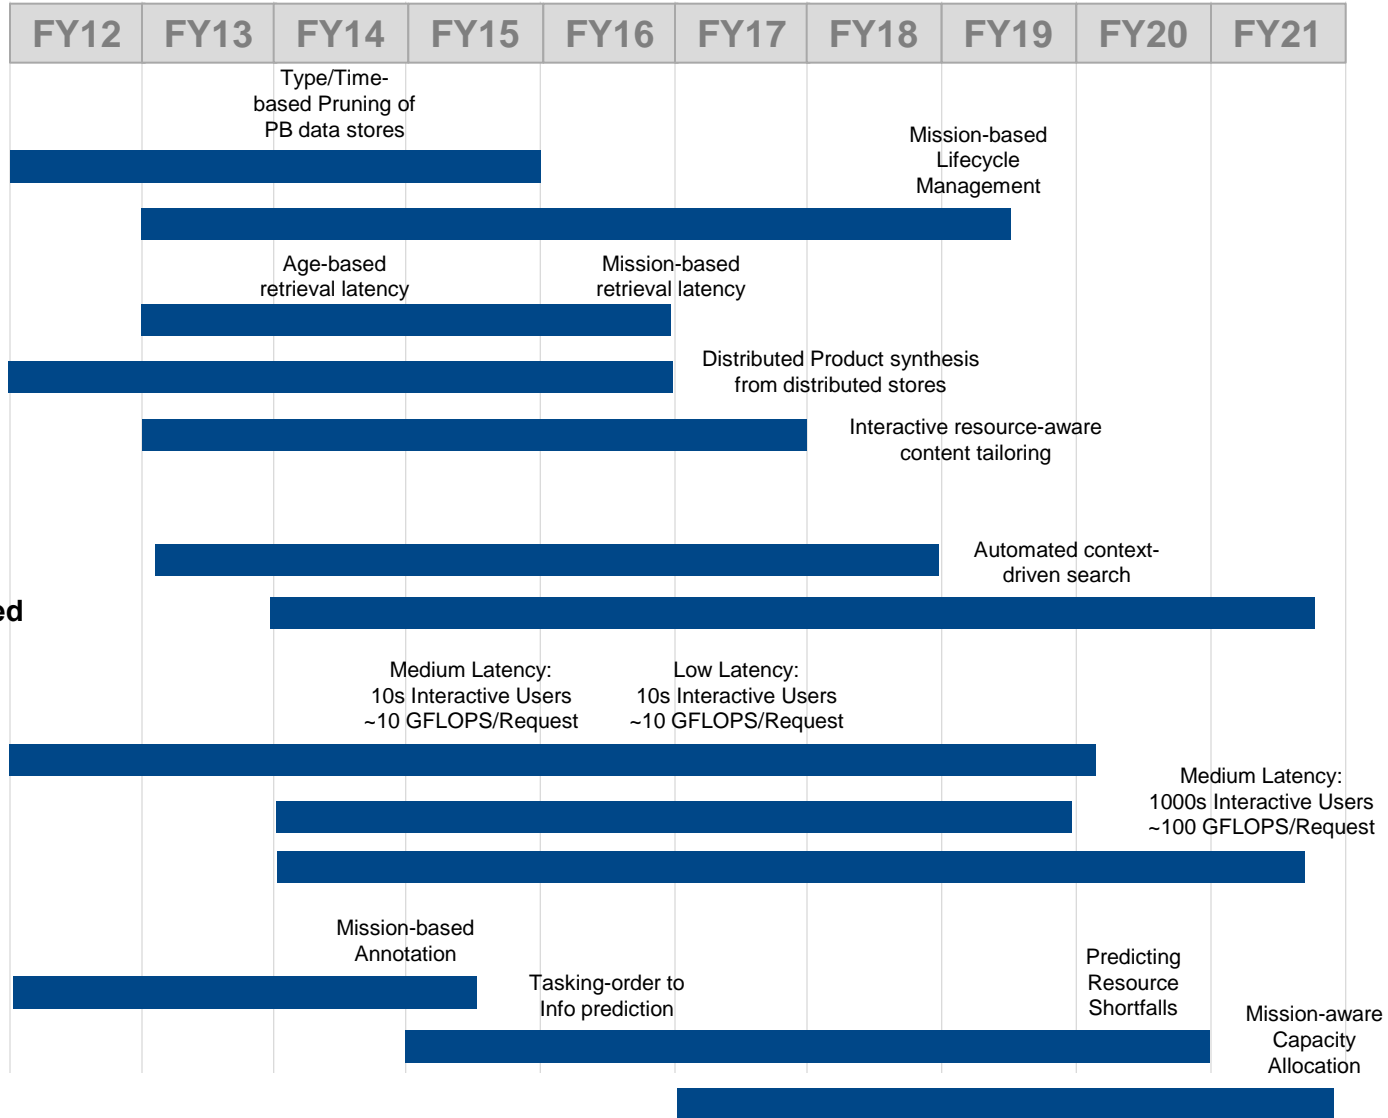 FY12 FY13 FY14 FY15 FY16 FY17 FY18 FY19 FY20 FY21
Type/Time-
based Pruning of
PB data stores
Mission-based
Lifecycle
Management
Age-based
retrieval latency
Mission-based
retrieval latency
Distributed Product synthesis
from distributed stores
Interactive resource-aware
content tailoring
Automated context-
driven search
ed
Medium Latency:
10s Interactive Users
~10 GFLOPS/Request
Low Latency:
10s Interactive Users
~10 GFLOPS/Request
Medium Latency:
1000s Interactive Users
~100 GFLOPS/Request
Mission-based
Annotation
Tasking-order to
Info prediction
Predicting
Resource
Shortfalls
Mission-aware
Capacity
Allocation